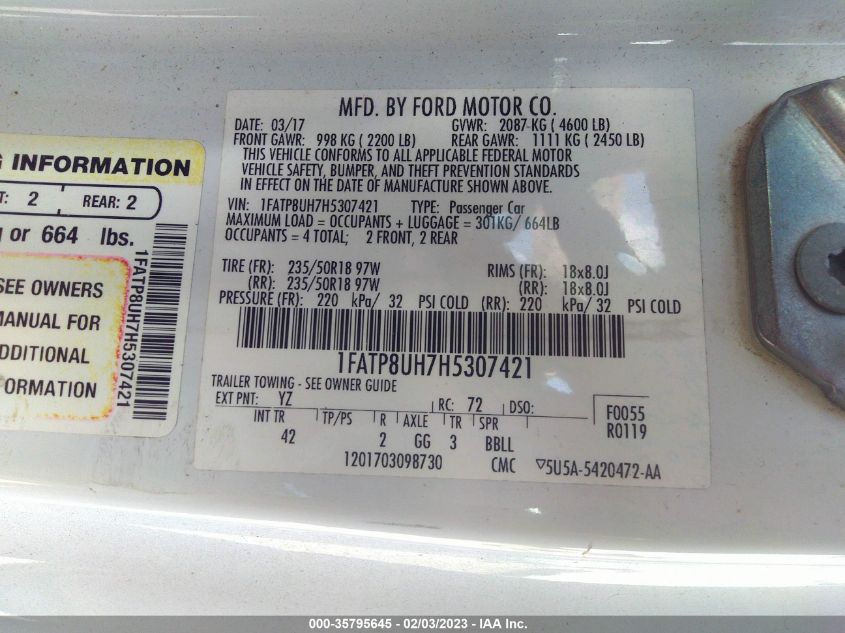 G INFORMATION
T: 2 REAR: 2
g or 664 lbs.
SEE OWNERS
MANUAL FOR
ADDITIONAL
INFORMATION
1FATP8UH7H5307421
MFD. BY FORD MOTOR CO.
DATE: 03/17 GVWR: 2087 KG ( 4600 LB)
FRONT GAWR: 998 KG ( 2200 LB) REAR GAWR: 1111 KG ( 2450 LB)
THIS VEHICLE CONFORMS TO ALL APPLICABLE FEDERAL MOTOR
VEHICLE SAFETY, BUMPER, AND THEFT PREVENTION STANDARDS
IN EFFECT ON THE DATE OF MANUFACTURE SHOWN ABOVE.
VIN: 1FATP8UH7H5307421 TYPE: Passenger Car
MAXIMUM LOAD = OCCUPANTS + LUGGAGE = 301KG/ 664LB
OCCUPANTS = 4 TOTAL; 2 FRONT, 2 REAR
TIRE (FR): 235/50R18 97W RIMS (FR): 18x8.0J
(RR): 235/50R18 97W (RR): 18x8.0J
PRESSURE (FR): 220 kPa/ 32 PSI COLD (RR): 220 kPa/ 32 PSI COLD
1FATP8UH7H5307421
TRAILER TOWING - SEE OWNER GUIDE
EXT PNT: YZ RC: 72 DSO: F0055
INT TR TP/PS R AXLE TR SPR R0119
42 2 GG 3 BBLL
1201703098730 CMC ▽5U5A-5420472-AA
000-35795645 - 02/03/2023 - IAA Inc.